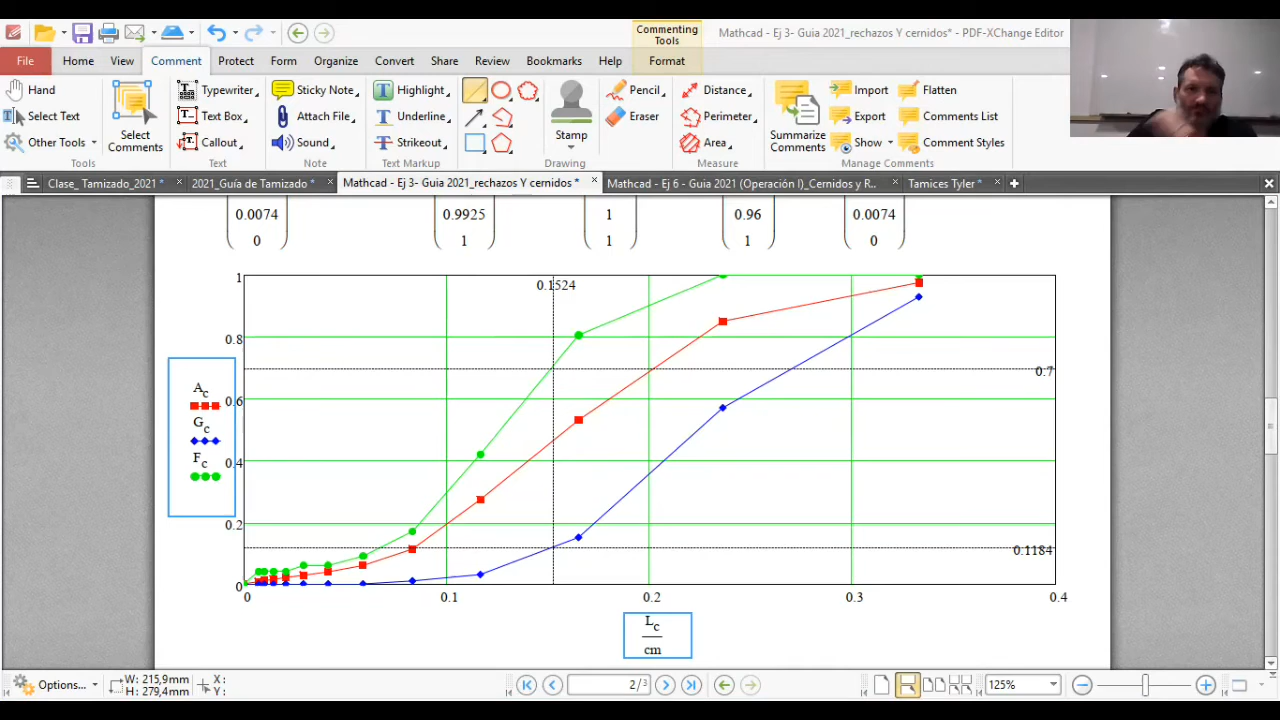 Commenting Tools
Mathcad - Ej 3- Guia 2021_rechazos Y cernidos* - PDF-XChange Editor
File Home View Comment Protect Form Organize Convert Share Review Bookmarks Help Format
Hand Typewriter Sticky Note Highlight Pencil Distance Import Flatten
Select Text Text Box Attach File Underline Eraser Perimeter Export Comments List
Other Tools Select Comments Callout Sound Strikeout Stamp Area Summarize Comments Show Comment Styles
Tools Text Note Text Markup Drawing Measure Manage Comments
Clase_ Tamizado_2021 * 2021_Guía de Tamizado * Mathcad - Ej 3- Guia 2021_rechazos Y cernidos * Mathcad - Ej 6 - Guia 2021 (Operación I)_Cernidos y R... Tamices Tyler *
0.0074 0.9925 1 0.96 0.0074
0 1 1 1 0
1
0.1524
0.8
0.7
Ac
0.6
Gc
Fc
0.4
0.2
0.1184
0
0 0.1 0.2 0.3 0.4
Lc
cm
Options... W: 215,9mm H: 279,4mm X: Y: 2/3 125%